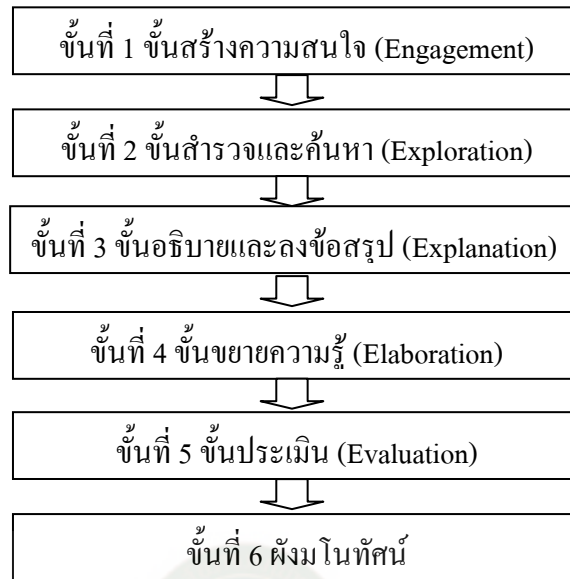 ขั้นที่ 1 ขั้นสร้างความสนใจ (Engagement)
ขั้นที่ 2 ขั้นสำรวจและค้นหา (Exploration)
ขั้นที่ 3 ขั้นอธิบายและลงข้อสรุป (Explanation)
ขั้นที่ 4 ขั้นขยายความรู้ (Elaboration)
ขั้นที่ 5 ขั้นประเมิน (Evaluation)
ขั้นที่ 6 ผังมโนทัศน์